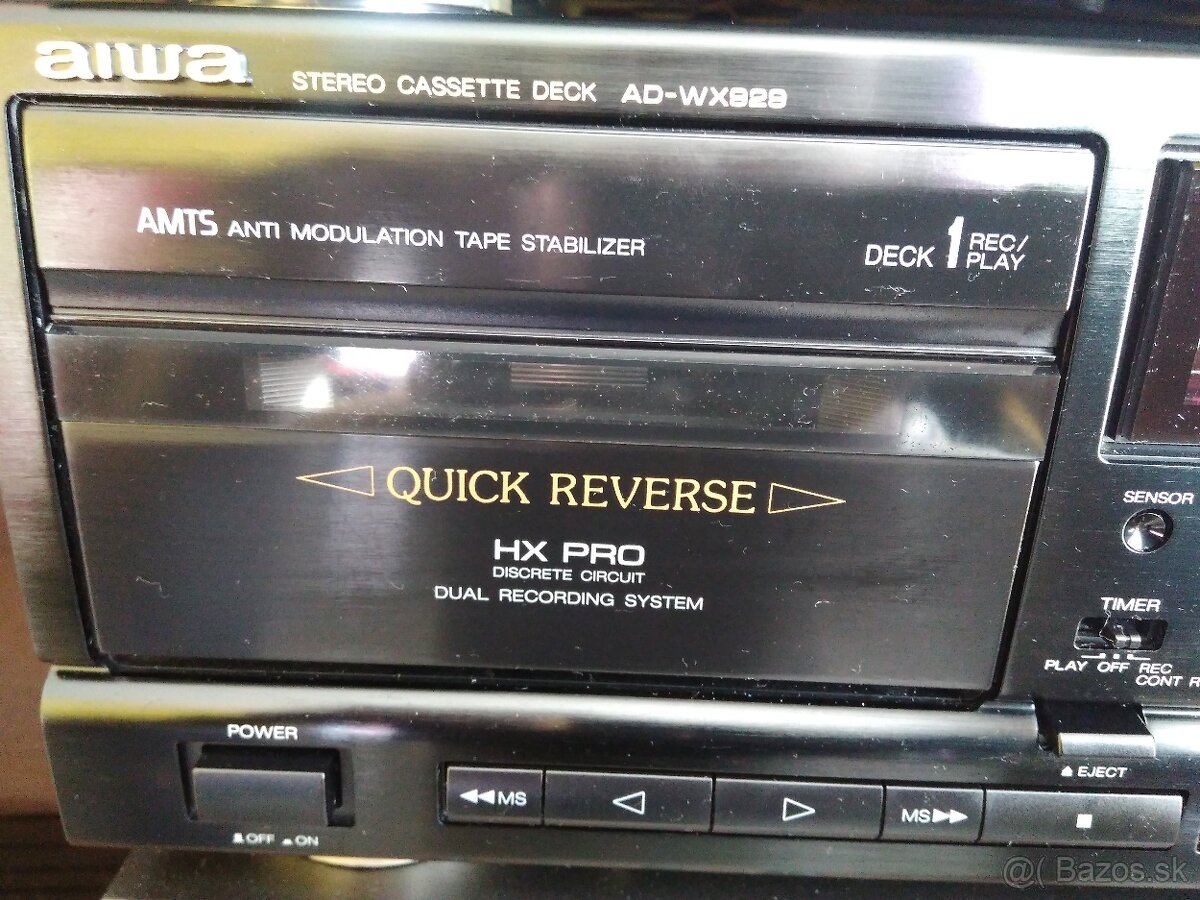 aiwa
STEREO CASSETTE DECK AD-WX929
AMTS ANTI MODULATION TAPE STABILIZER
DECK 1 REC/
PLAY
QUICK REVERSE
HX PRO
DISCRETE CIRCUIT
DUAL RECORDING SYSTEM
SENSOR
TIMER
PLAY OFF REC
CONT
POWER
OFF ON
EJECT
◀◀ MS
MS ▶▶
@( Bazos.sk